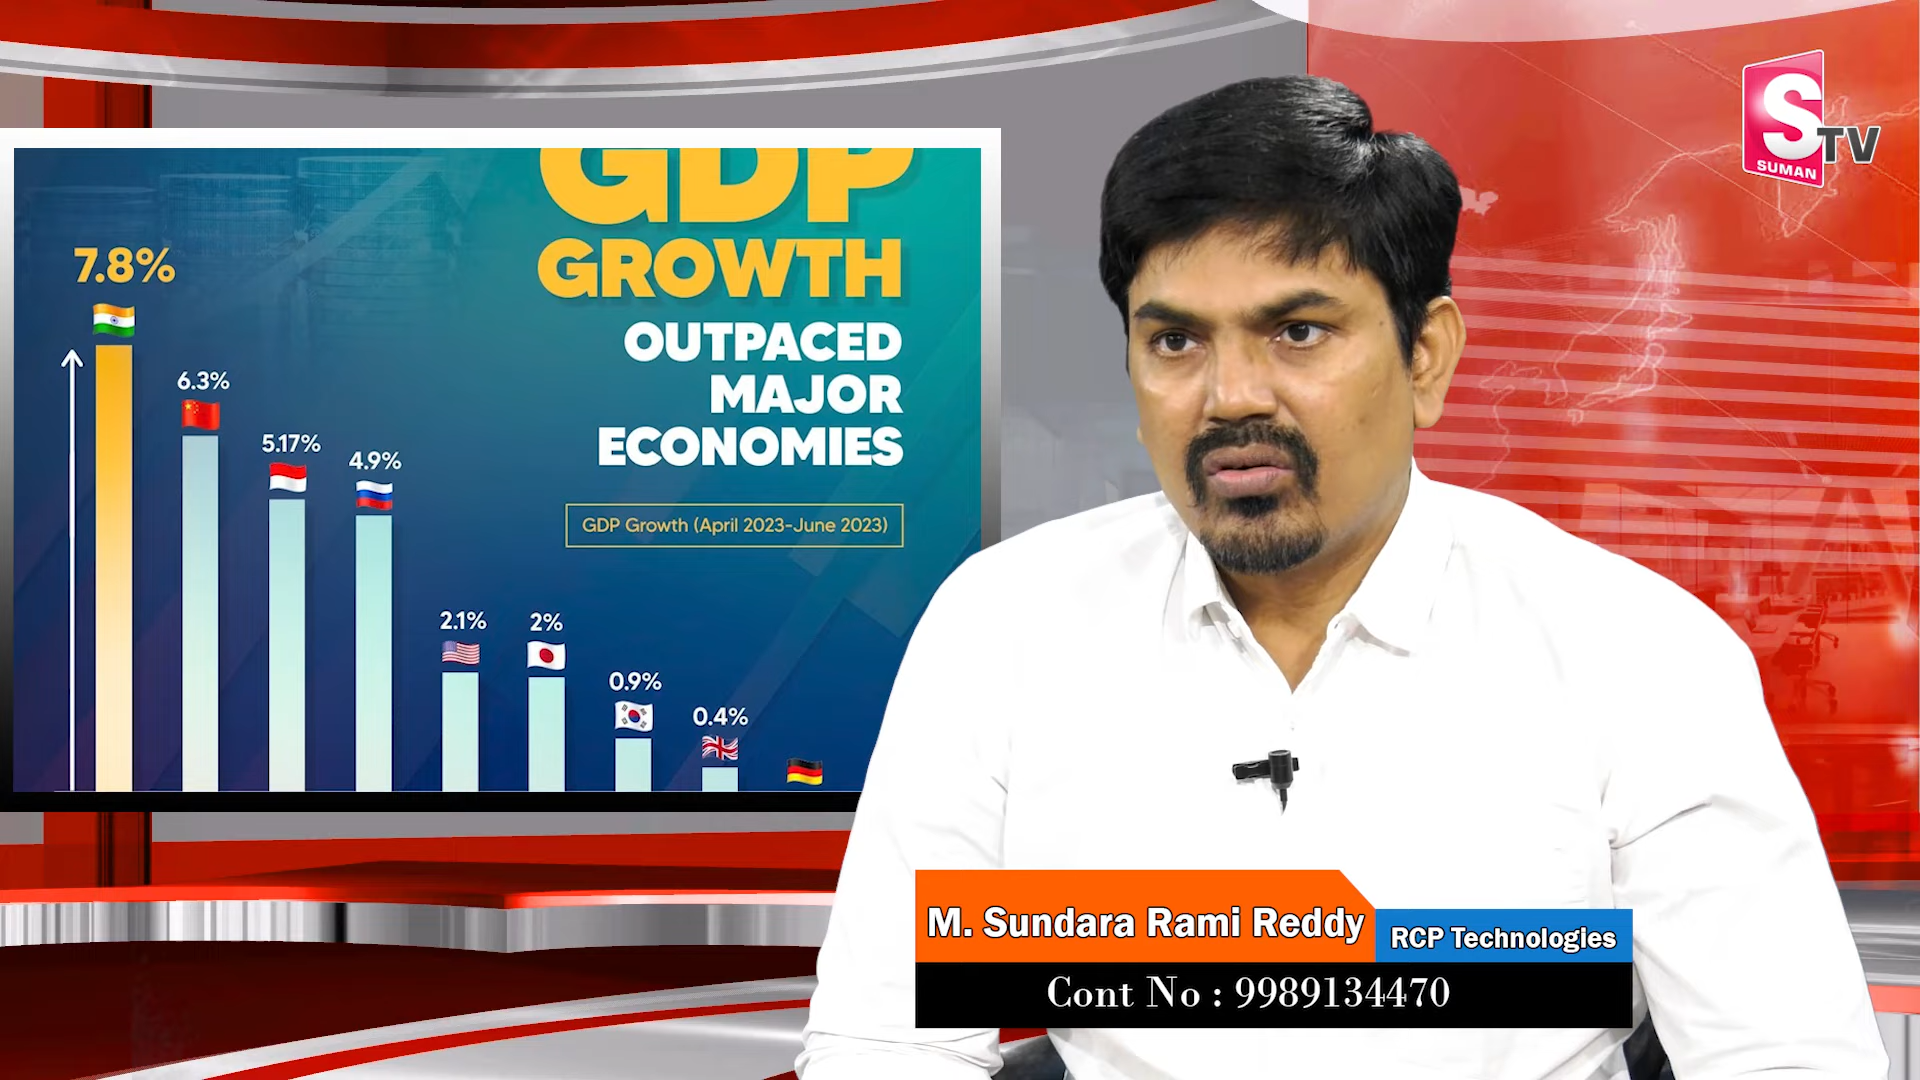 GDP
GROWTH
OUTPACED
MAJOR
ECONOMIES
GDP Growth (April 2023-June 2023)
7.8%
6.3%
5.17%
4.9%
2.1%
2%
0.9%
0.4%
S
TV
SUMAN
M. Sundara Rami Reddy
RCP Technologies
Cont No : 9989134470